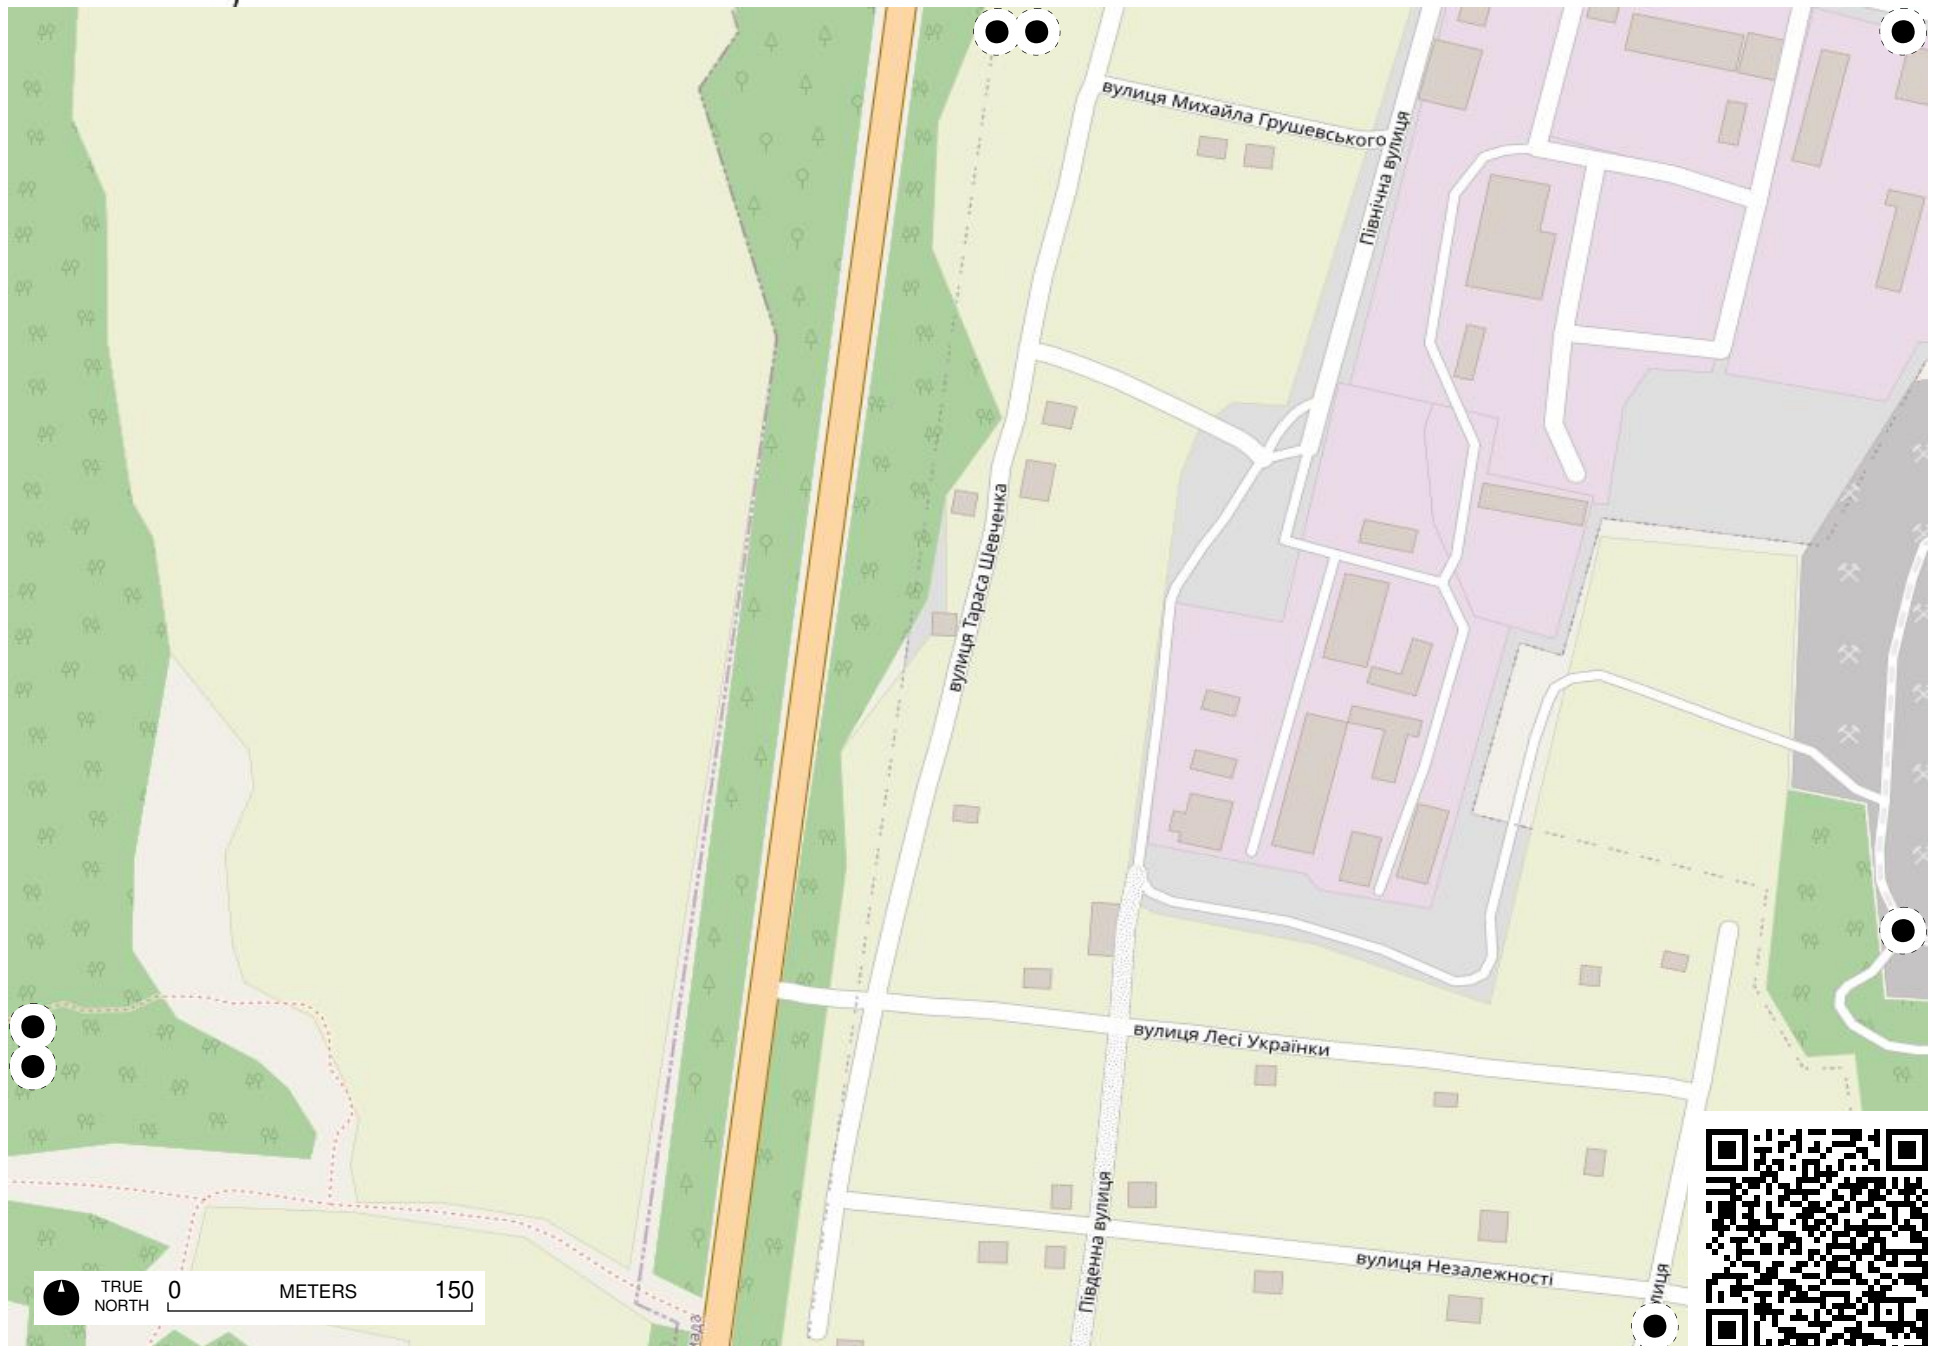 вулиця Михайла Грушевського
Північна вулиця
вулиця Тараса Шевченка
вулиця Лесі Українки
Південна вулиця
вулиця Незалежності
TRUE NORTH
0 METERS 150